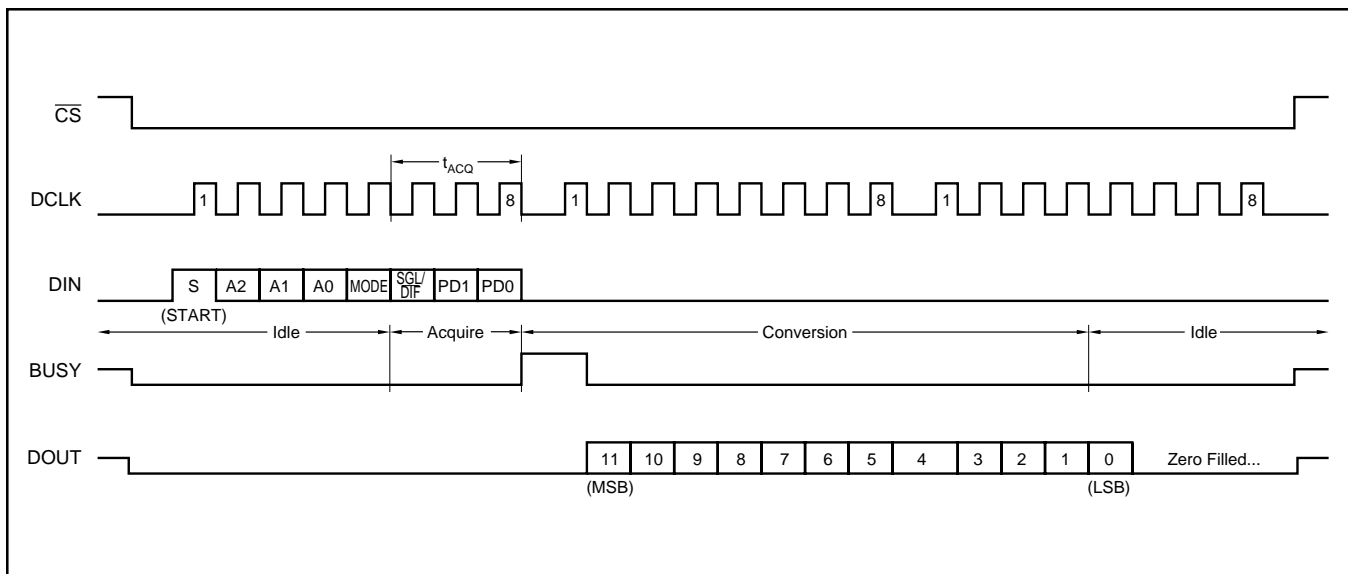 CS
tACQ
DCLK 1 8 1 8 1 8
DIN S A2 A1 A0 MODE SGL/DIF PD1 PD0
(START)
Idle Acquire Conversion Idle
BUSY
DOUT 11 10 9 8 7 6 5 4 3 2 1 0 Zero Filled...
(MSB) (LSB)